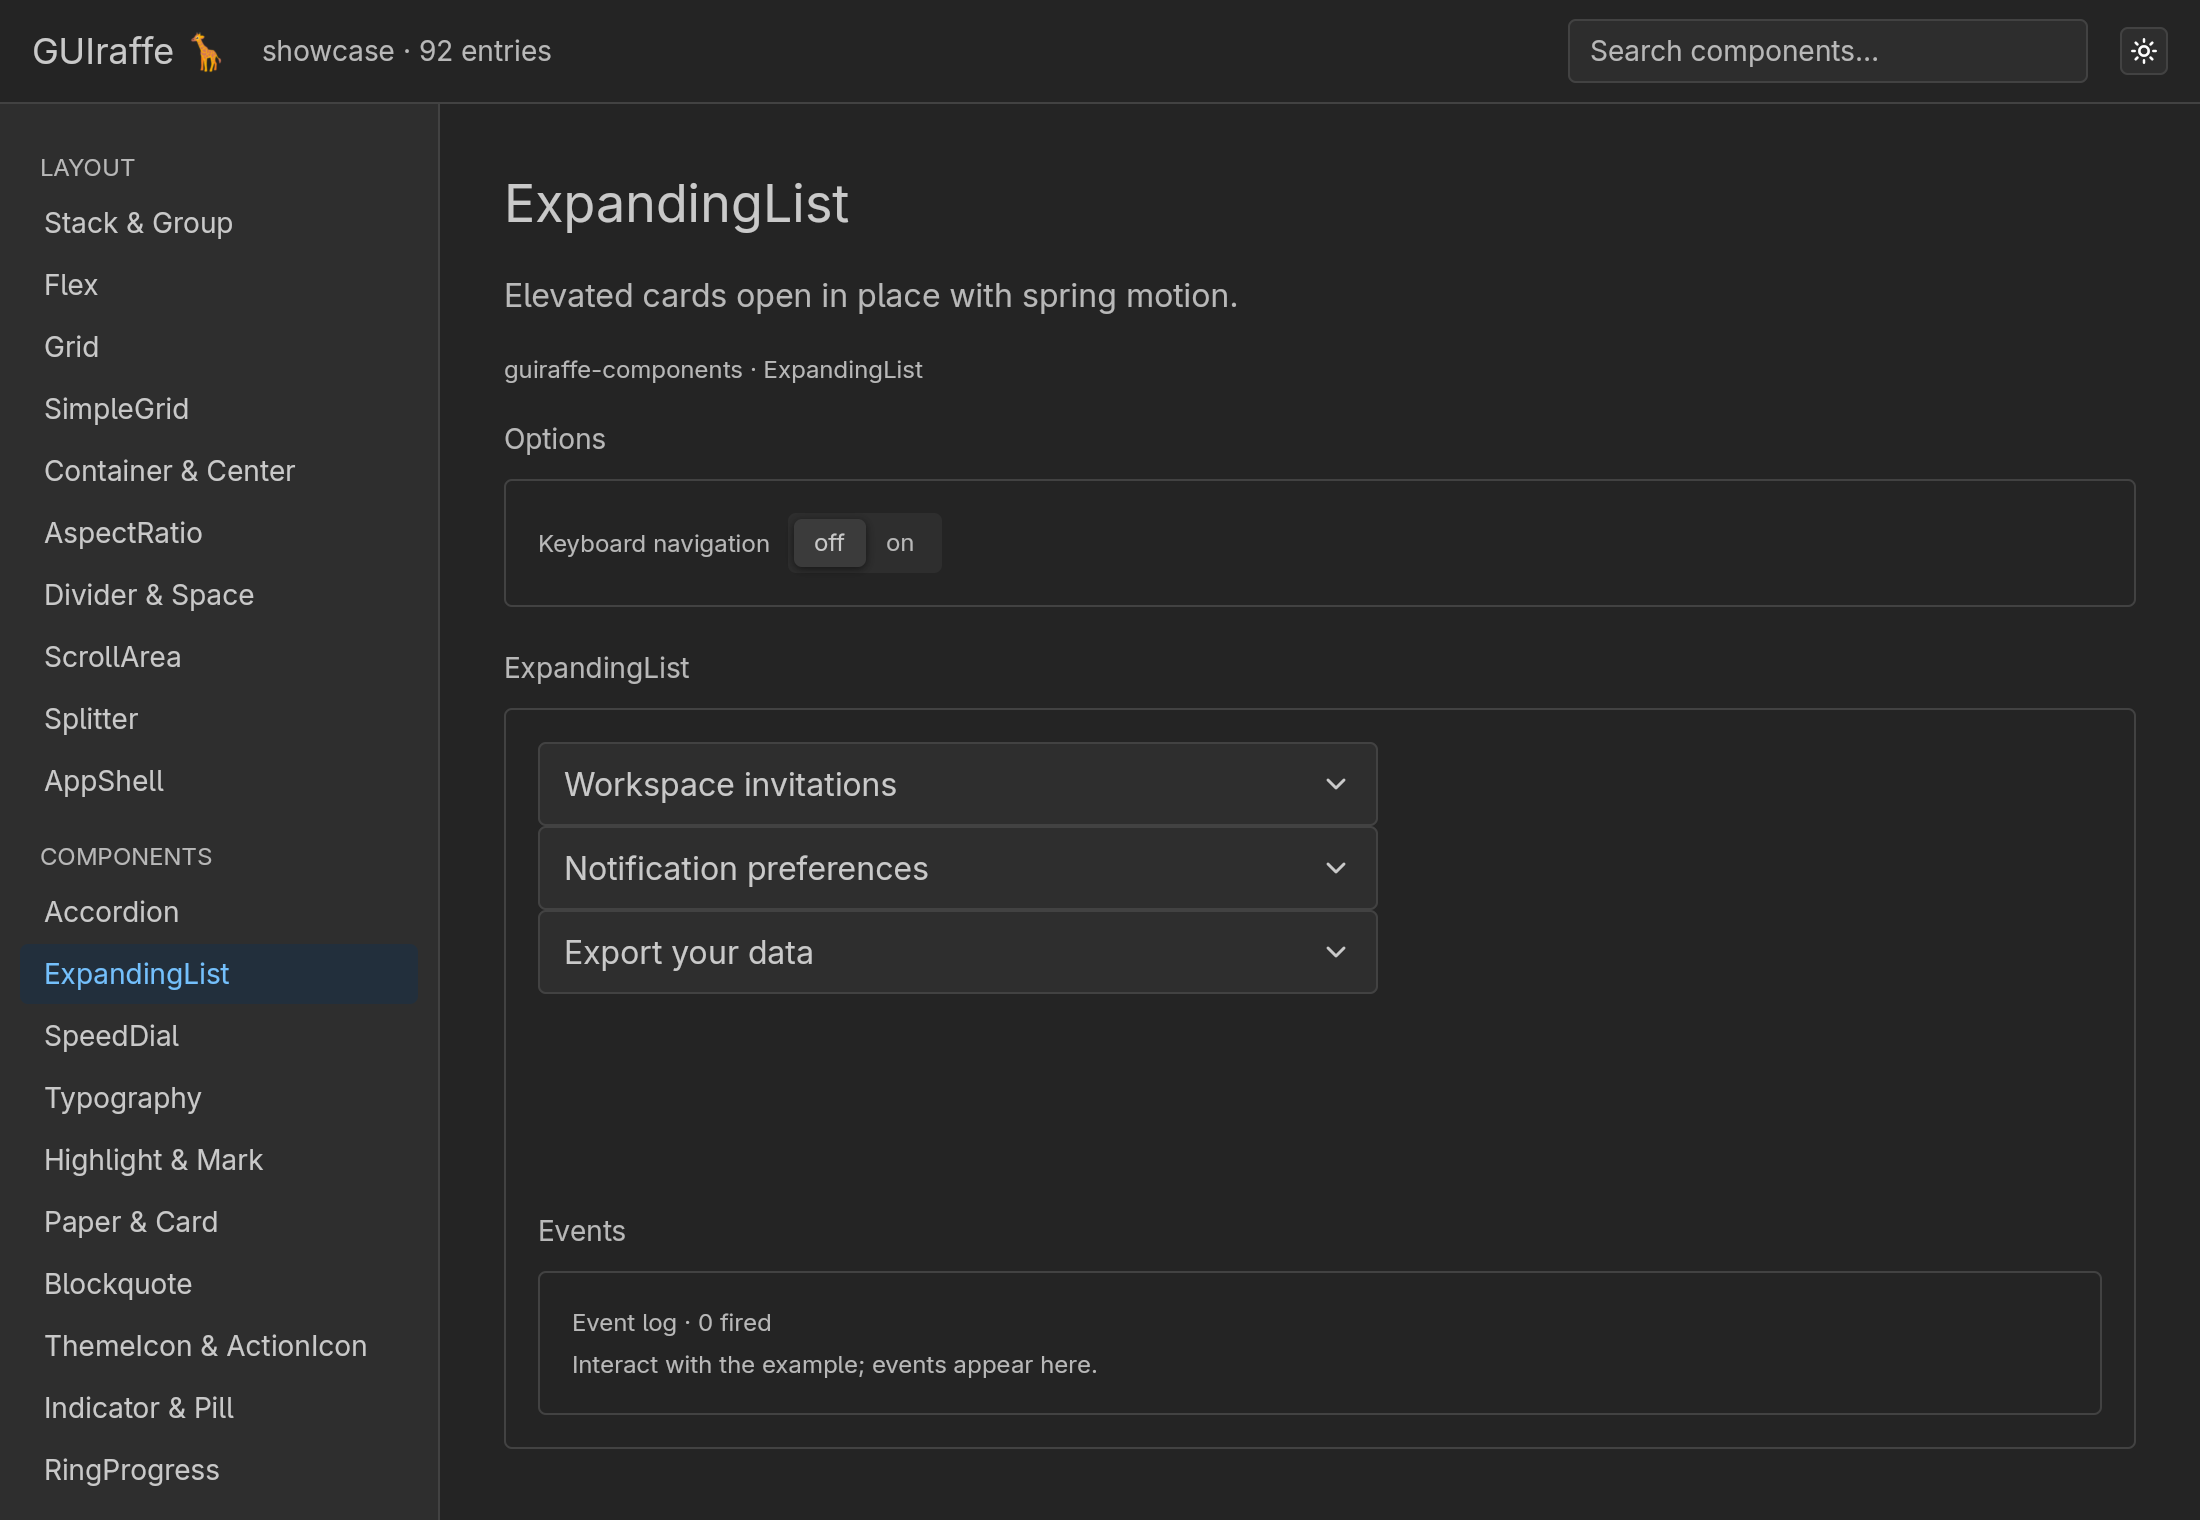 GUIraffe 🦒 showcase · 92 entries Search components...
LAYOUT
Stack & Group
Flex
Grid
SimpleGrid
Container & Center
AspectRatio
Divider & Space
ScrollArea
Splitter
AppShell
COMPONENTS
Accordion
ExpandingList
SpeedDial
Typography
Highlight & Mark
Paper & Card
Blockquote
ThemeIcon & ActionIcon
Indicator & Pill
RingProgress
ExpandingList
Elevated cards open in place with spring motion.
guiraffe-components · ExpandingList
Options
Keyboard navigation off on
ExpandingList
Workspace invitations
Notification preferences
Export your data
Events
Event log · 0 fired
Interact with the example; events appear here.